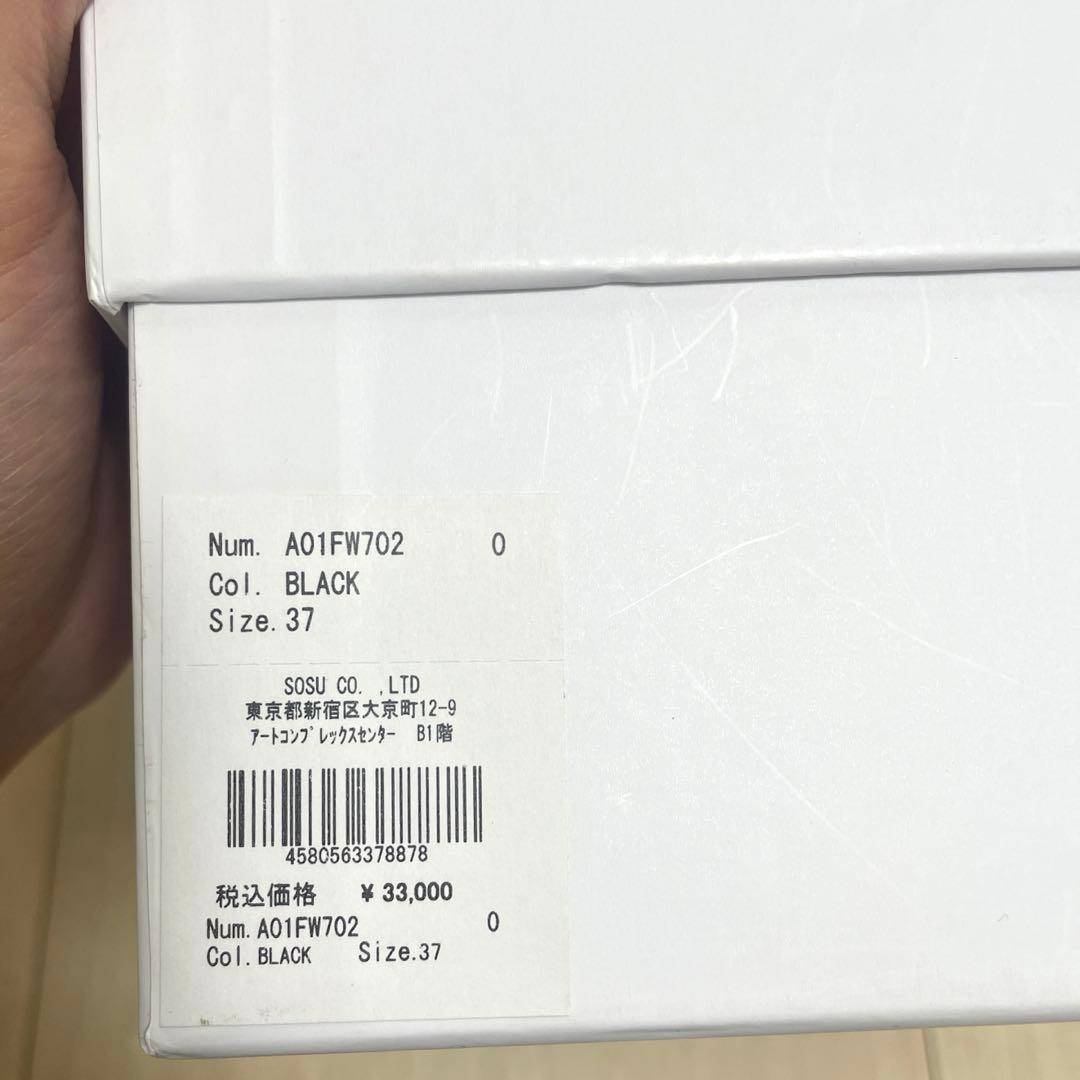 Num. A01FW702 0
Col. BLACK
Size. 37
SOSU CO. ,LTD
東京都新宿区大京町12-9
ｱｰﾄｺﾝﾌﾟﾚｯｸｽｾﾝﾀｰ B1階
4580563378878
税込価格 ¥ 33,000
Num. A01FW702 0
Col. BLACK Size.37